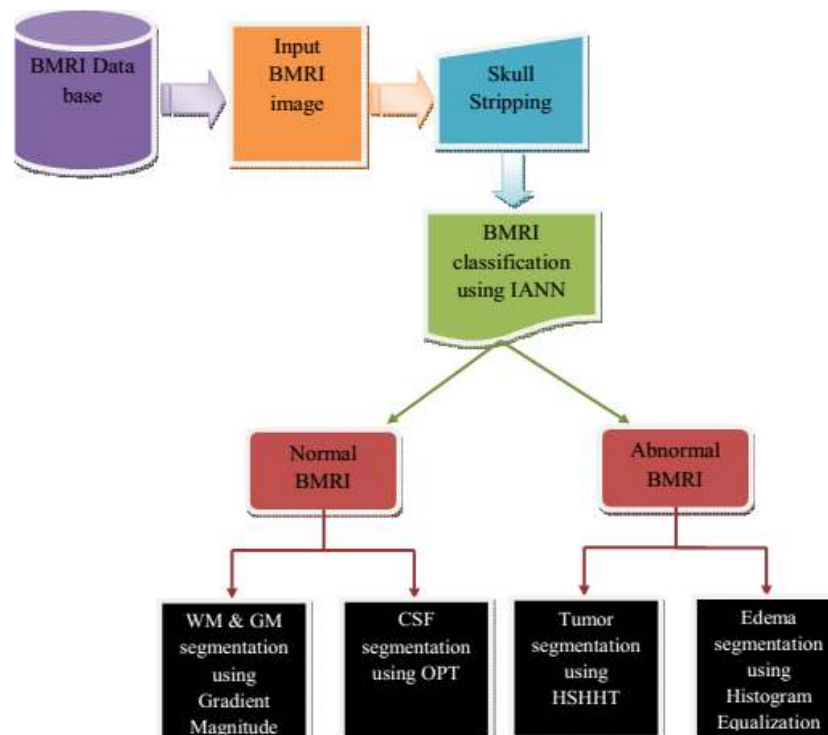 BMRI Data
base
Input
BMRI
image
Skull
Stripping
BMRI
classification
using IANN
Normal
BMRI
Abnormal
BMRI
WM & GM
segmentation
using
Gradient
Magnitude
CSF
segmentation
using OPT
Tumor
segmentation
using
HSHHT
Edema
segmentation
using
Histogram
Equalization